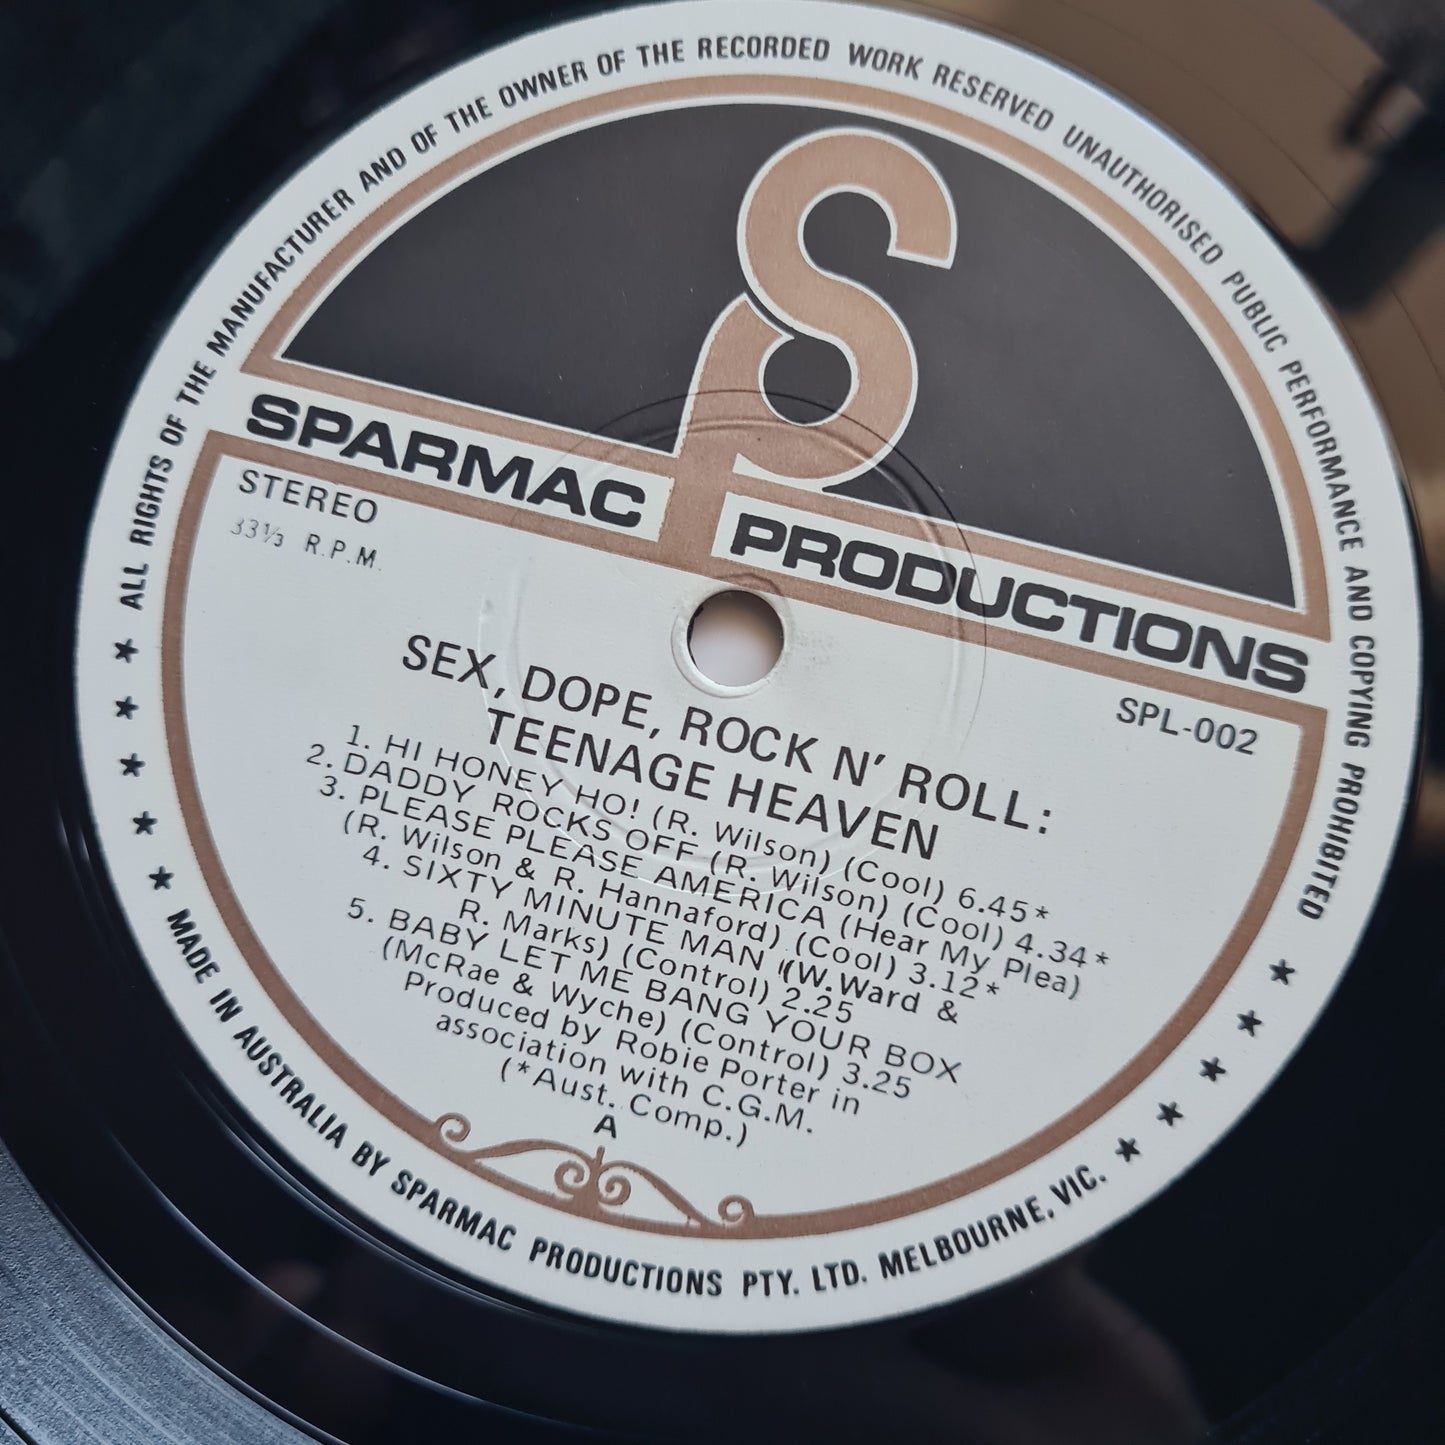 ALL RIGHTS OF THE MANUFACTURER AND OF THE OWNER OF THE RECORDED WORK RESERVED UNAUTHORISED PUBLIC PERFORMANCE AND COPYING PROHIBITED
SPARMAC PRODUCTIONS
STEREO
33⅓ R.P.M.
SPL-002
SEX, DOPE, ROCK N' ROLL:
TEENAGE HEAVEN
1. HI HONEY HO! (R. Wilson) (Cool) 6.45*
2. DADDY ROCKS OFF (R. Wilson) (Cool) 4.34*
3. PLEASE PLEASE AMERICA (Hear My Plea)
(R. Wilson & R. Hannaford) (Cool) 3.12*
4. SIXTY MINUTE MAN (W.Ward &
R. Marks) (Control) 2.25
5. BABY LET ME BANG YOUR BOX
(McRae & Wyche) (Control) 3.25
Produced by Robie Porter in
association with C.G.M.
(*Aust. Comp.)
A
MADE IN AUSTRALIA BY SPARMAC PRODUCTIONS PTY. LTD. MELBOURNE, VIC.